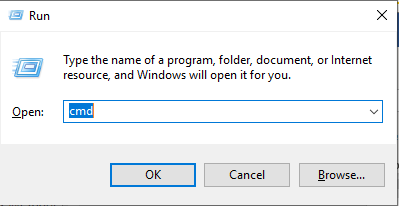 Run
Type the name of a program, folder, document, or Internet
resource, and Windows will open it for you.
Open: cmd
OK Cancel Browse...